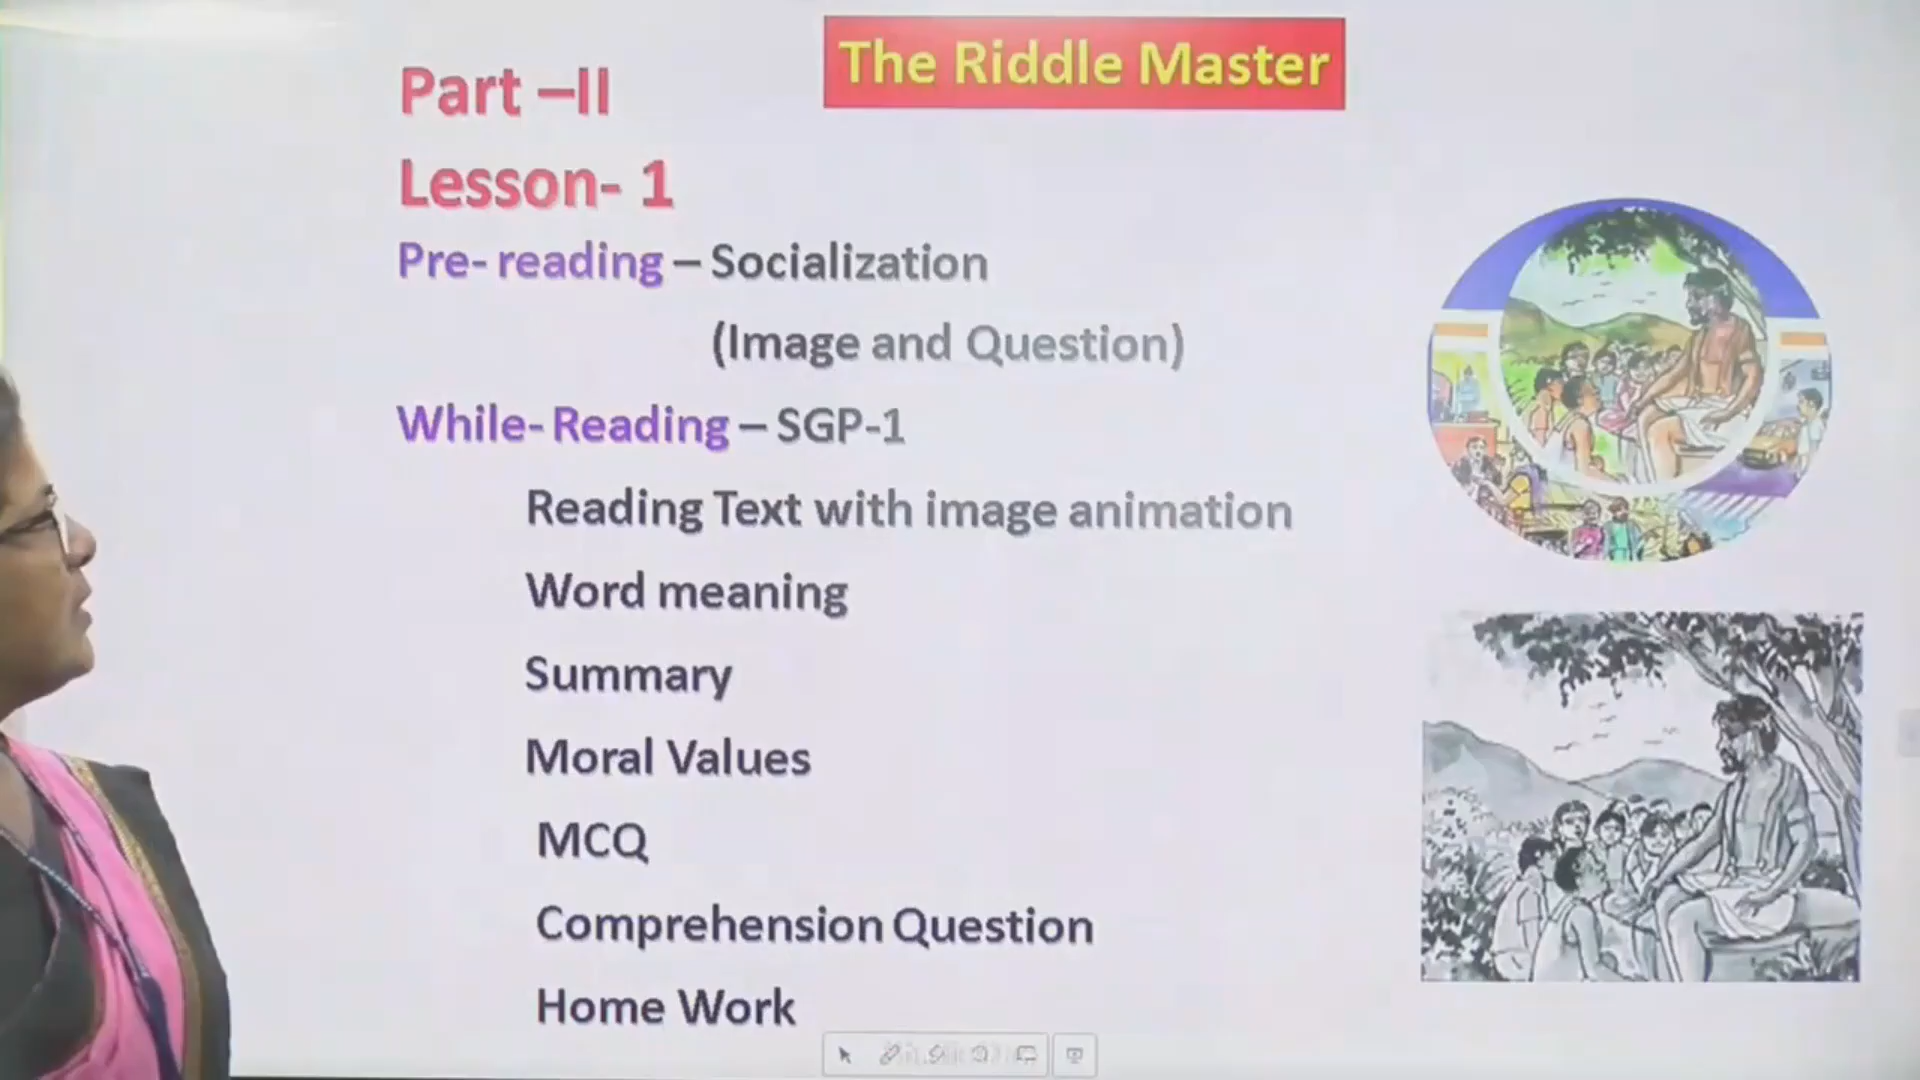 The Riddle Master
Part –II
Lesson- 1
Pre- reading – Socialization
(Image and Question)
While- Reading – SGP-1
Reading Text with image animation
Word meaning
Summary
Moral Values
MCQ
Comprehension Question
Home Work